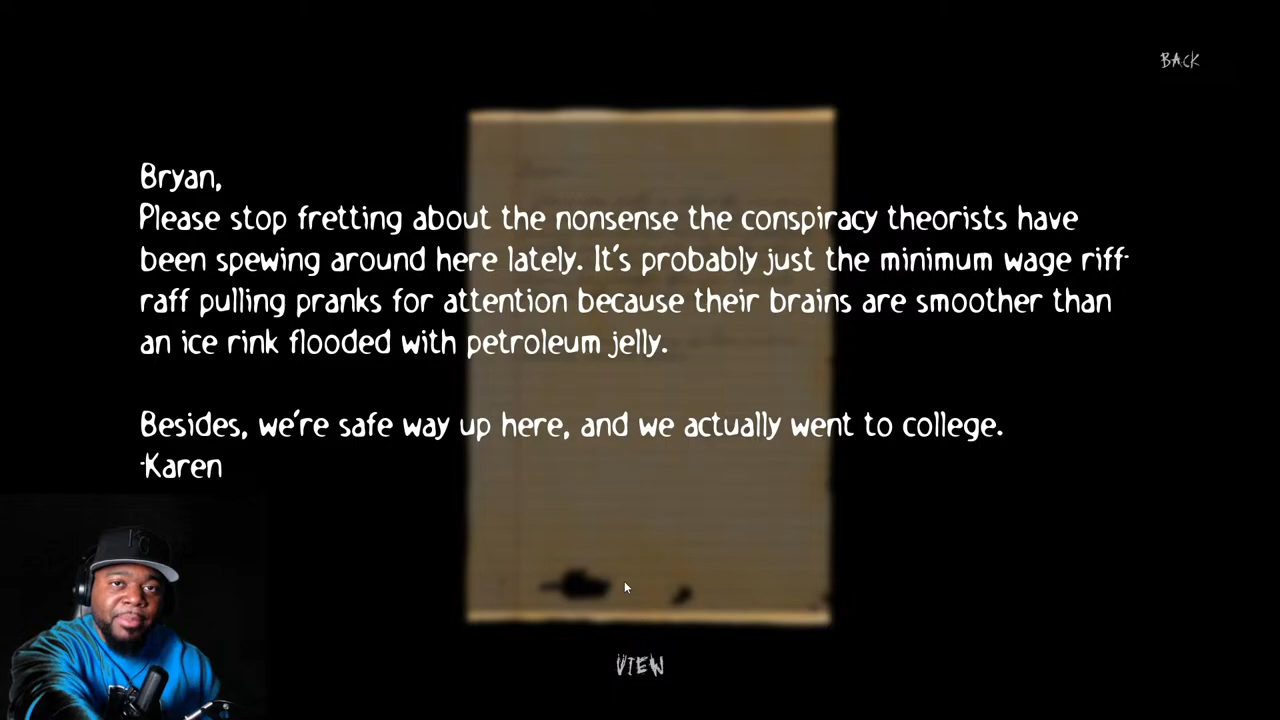 BACK
Bryan,
Please stop fretting about the nonsense the conspiracy theorists have
been spewing around here lately. It's probably just the minimum wage riff-
raff pulling pranks for attention because their brains are smoother than
an ice rink flooded with petroleum jelly.
Besides, we're safe way up here, and we actually went to college.
-Karen
VIEW